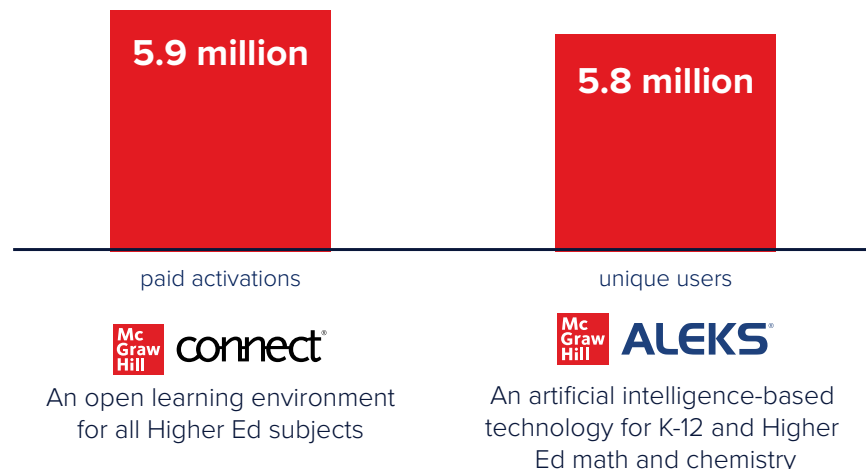 5.9 million
5.8 million
paid activations
unique users
Mc
Graw
Hill
connect®
An open learning environment
for all Higher Ed subjects
Mc
Graw
Hill
ALEKS®
An artificial intelligence-based
technology for K-12 and Higher
Ed math and chemistry